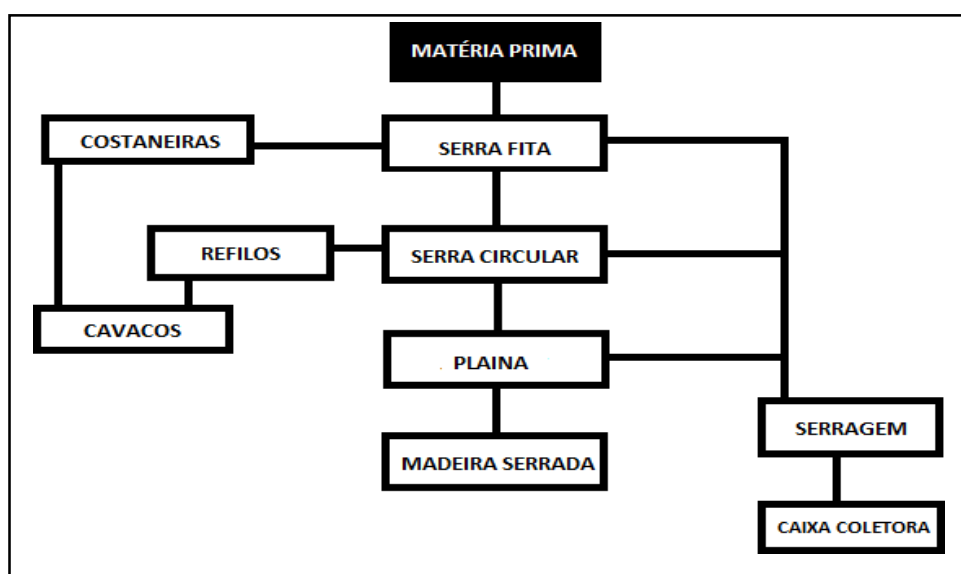 MATÉRIA PRIMA
COSTANEIRAS
SERRA FITA
REFILOS
SERRA CIRCULAR
CAVACOS
PLAINA
SERRAGEM
MADEIRA SERRADA
CAIXA COLETORA